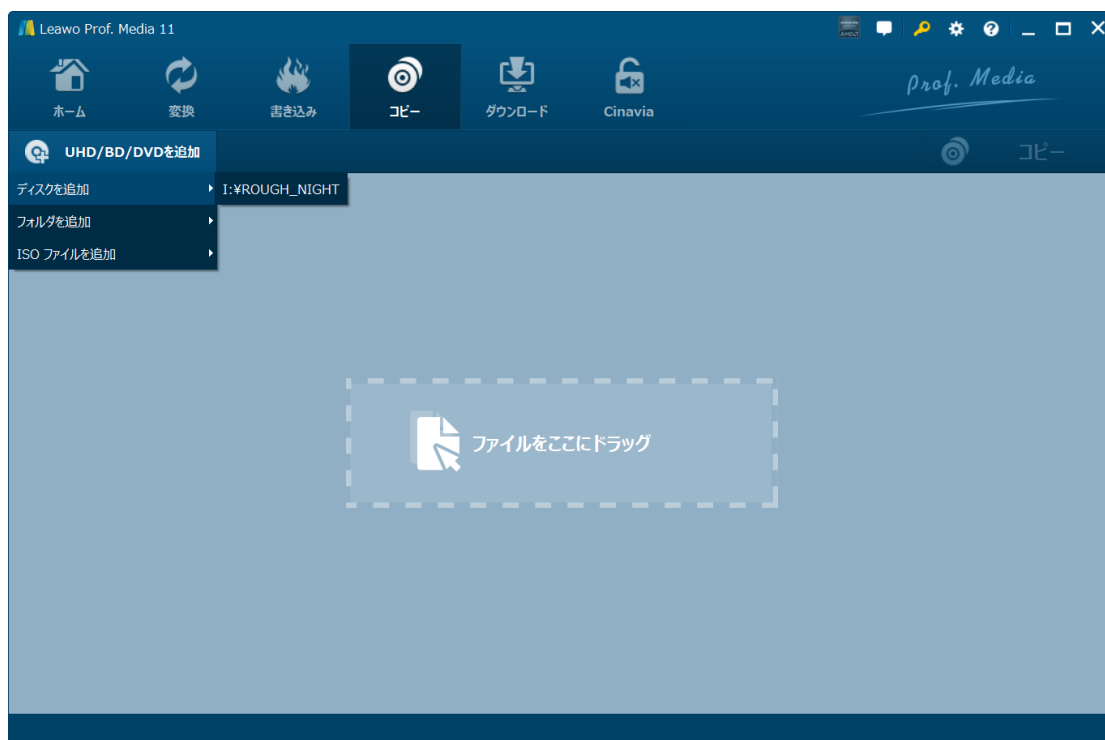 Leawo Prof. Media 11
ホーム
変換
書き込み
コピー
ダウンロード
Cinavia
Prof. Media
UHD/BD/DVDを追加
コピー
ディスクを追加
I:¥ROUGH_NIGHT
フォルダを追加
ISO ファイルを追加
ファイルをここにドラッグ